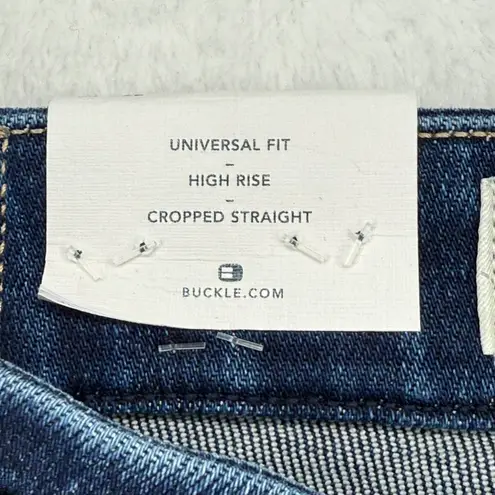 UNIVERSAL FIT
-
HIGH RISE
-
CROPPED STRAIGHT
BUCKLE.COM